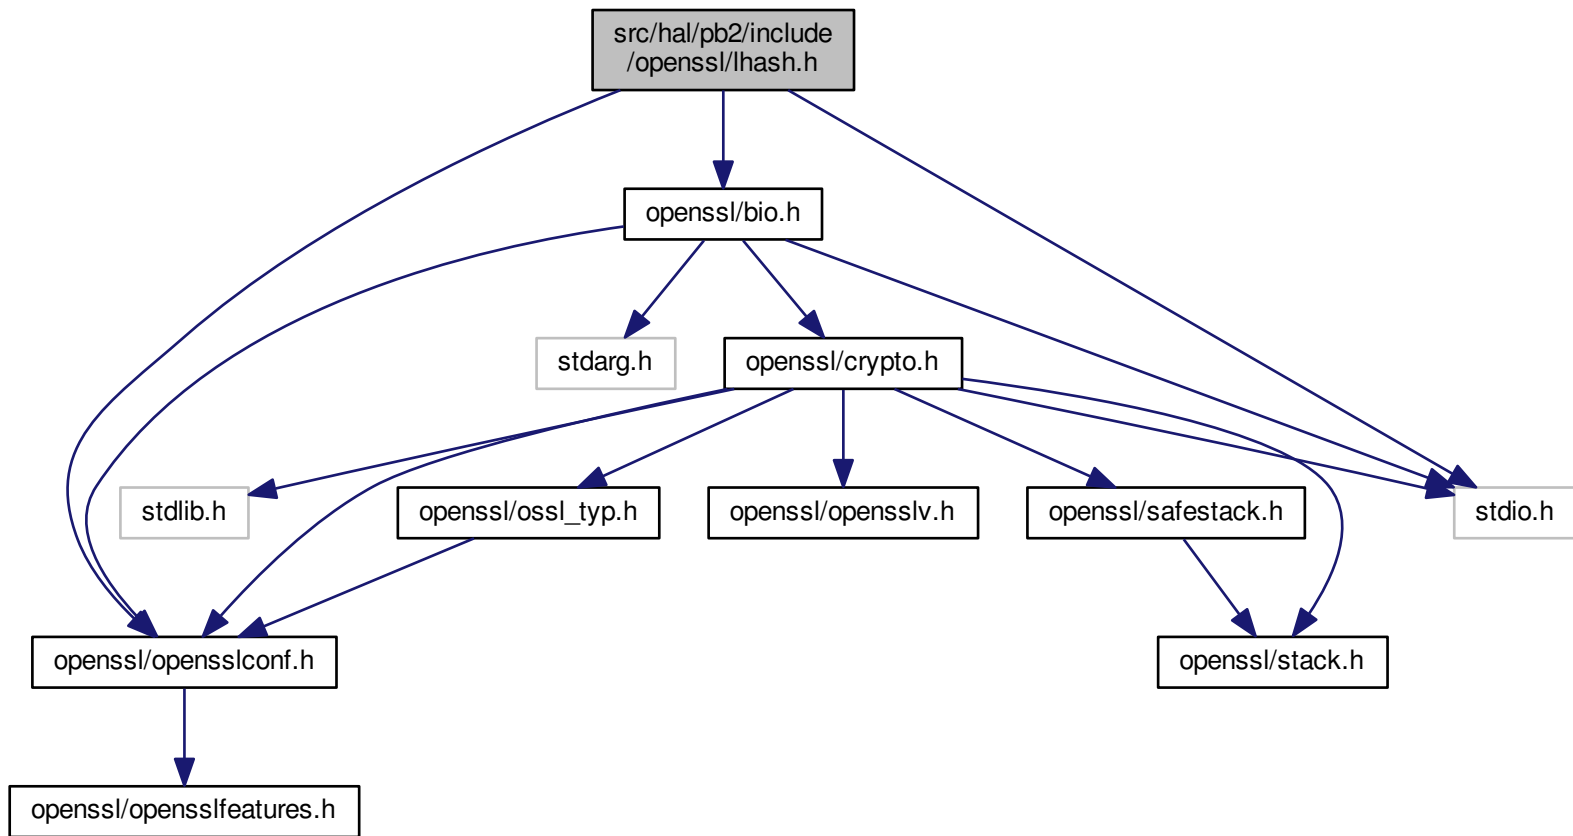 src/hal/pb2/include
/openssl/lhash.h
openssl/bio.h
stdarg.h
openssl/crypto.h
stdlib.h
openssl/ossl_typ.h
openssl/opensslv.h
openssl/safestack.h
stdio.h
openssl/opensslconf.h
openssl/stack.h
openssl/opensslfeatures.h